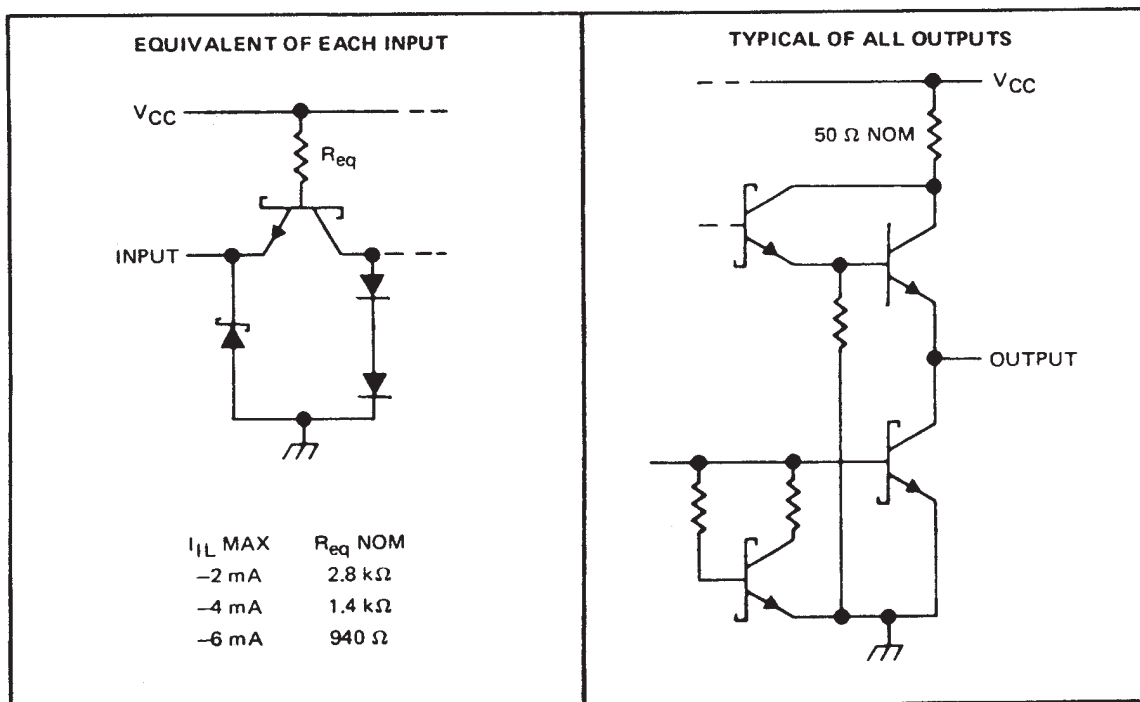 EQUIVALENT OF EACH INPUT
VCC
Req
INPUT
IIL MAX Req NOM
−2 mA 2.8 kΩ
−4 mA 1.4 kΩ
−6 mA 940 Ω
TYPICAL OF ALL OUTPUTS
VCC
50 Ω NOM
OUTPUT